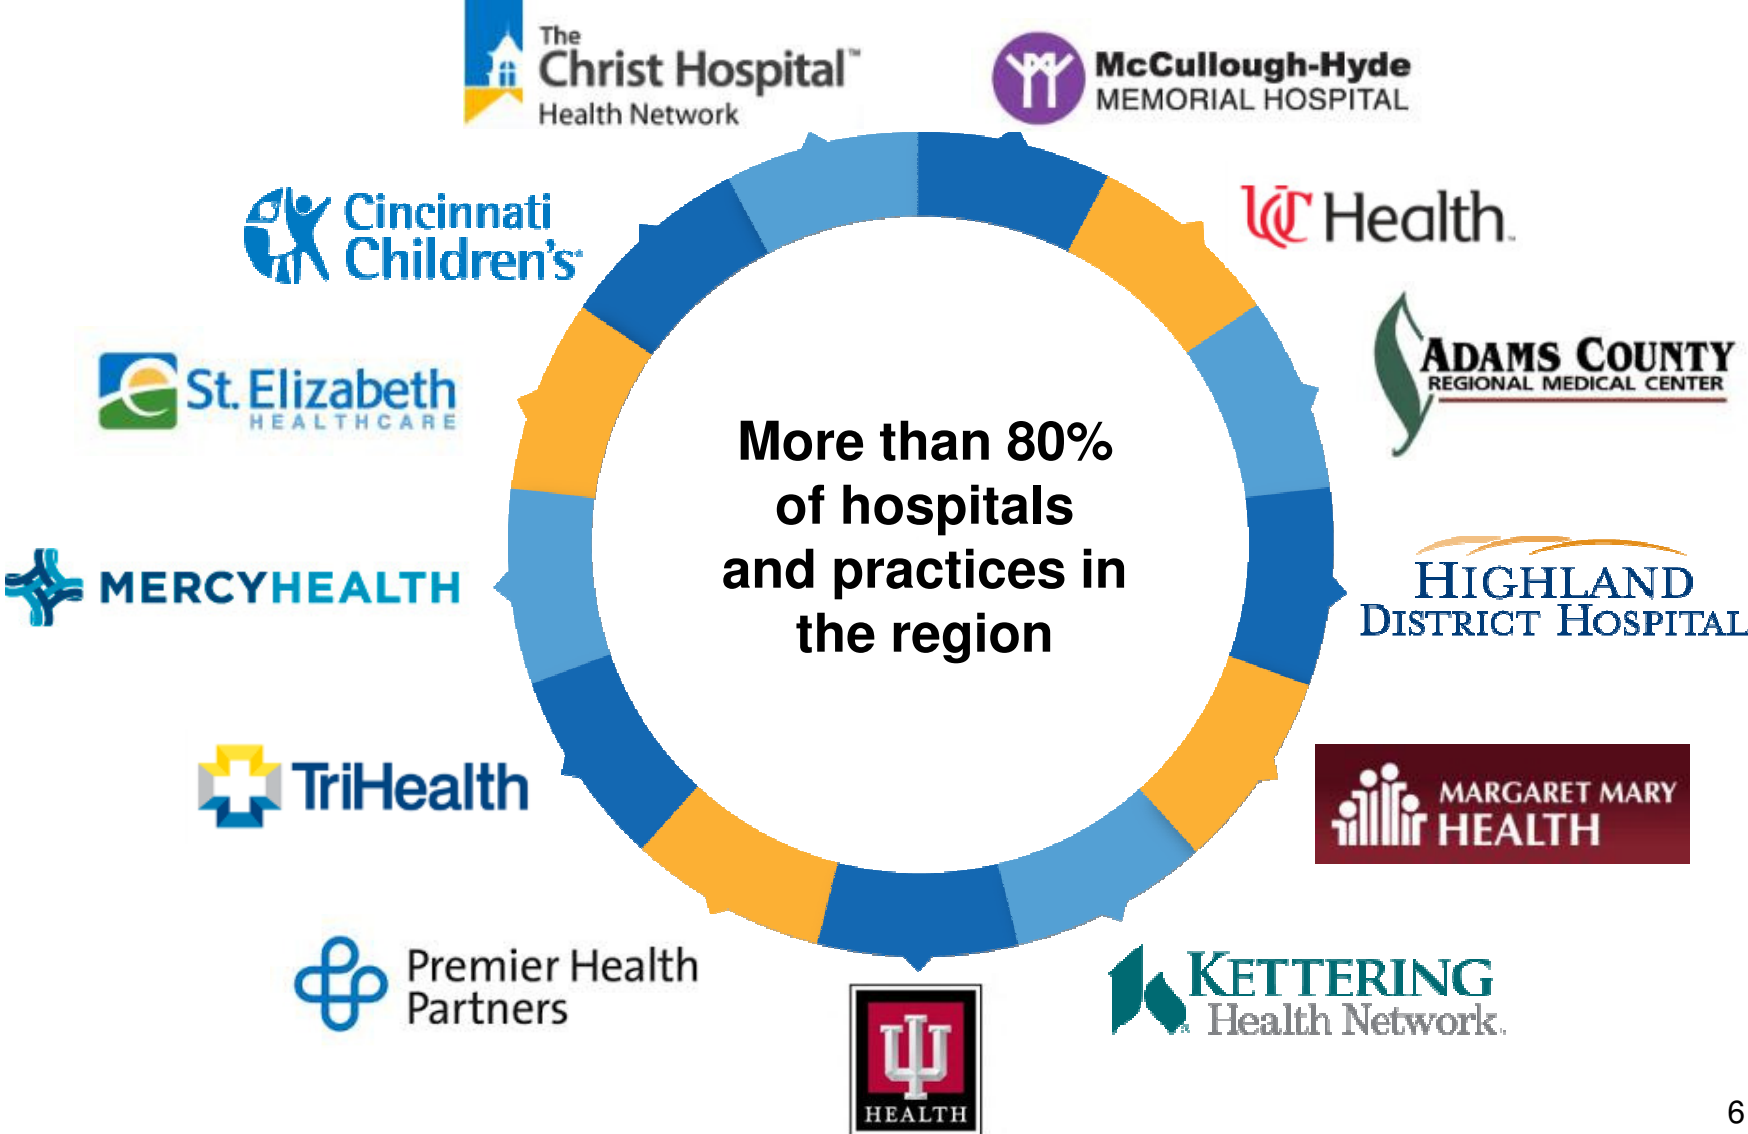 The
Christ Hospital™
Health Network
McCullough-Hyde
MEMORIAL HOSPITAL
Cincinnati
Children's
UC Health
St. Elizabeth
HEALTHCARE
ADAMS COUNTY
REGIONAL MEDICAL CENTER
More than 80%
of hospitals
and practices in
the region
MERCYHEALTH
HIGHLAND
DISTRICT HOSPITAL
TriHealth
MARGARET MARY
HEALTH
Premier Health
Partners
KETTERING
Health Network
HEALTH
6